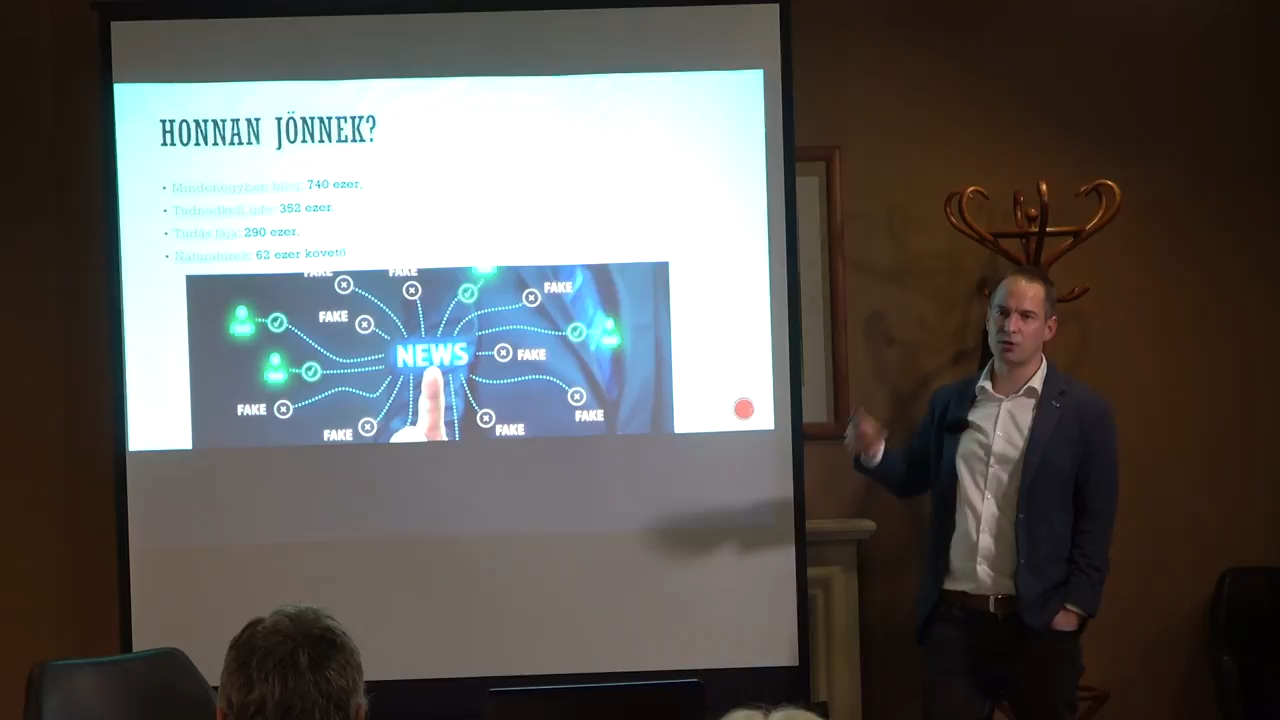 HONNAN JÖNNEK?
• Mindenegyben blog: 740 ezer,
• Tudnodkell.info: 352 ezer.
• Tudás fája: 290 ezer.
• Naturahirek: 62 ezer követő
FAKE FAKE
FAKE
FAKE
NEWS
FAKE
FAKE
FAKE
FAKE
FAKE